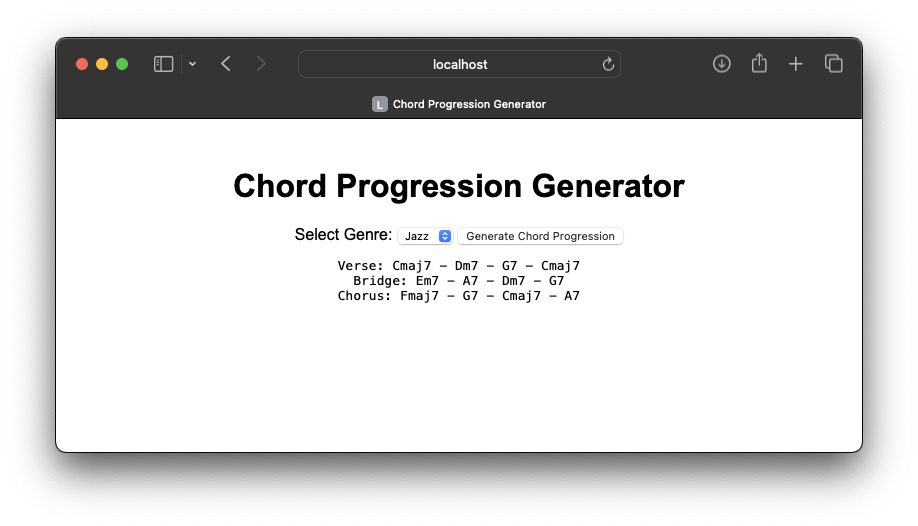 localhost
L Chord Progression Generator
Chord Progression Generator
Select Genre: Jazz Generate Chord Progression
Verse: Cmaj7 – Dm7 – G7 – Cmaj7
Bridge: Em7 – A7 – Dm7 – G7
Chorus: Fmaj7 – G7 – Cmaj7 – A7